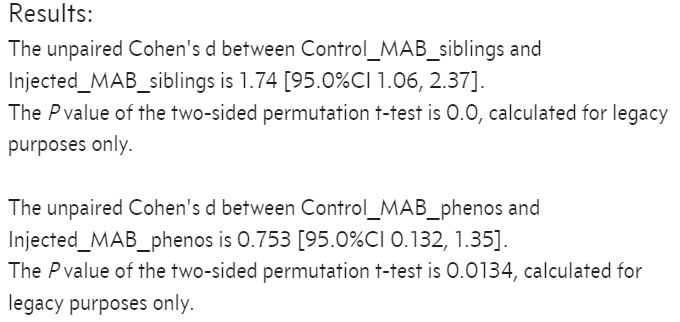 Results:
The unpaired Cohen's d between Control_MAB_siblings and
Injected_MAB_siblings is 1.74 [95.0%CI 1.06, 2.37].
The P value of the two-sided permutation t-test is 0.0, calculated for legacy
purposes only.
The unpaired Cohen's d between Control_MAB_phenos and
Injected_MAB_phenos is 0.753 [95.0%CI 0.132, 1.35].
The P value of the two-sided permutation t-test is 0.0134, calculated for
legacy purposes only.